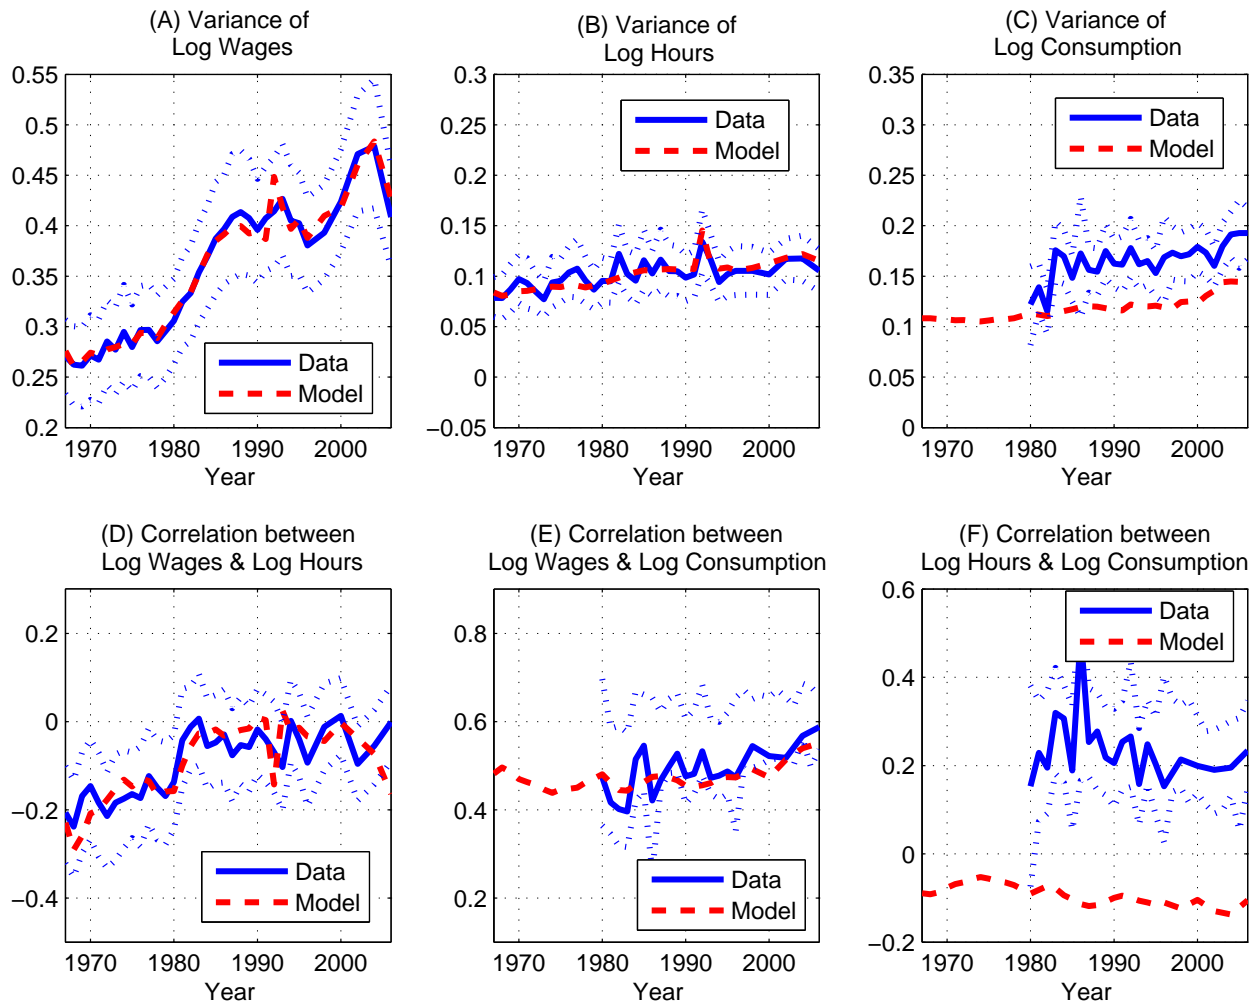 (A) Variance of
Log Wages
0.55
0.5
0.45
0.4
0.35
0.3
0.25
0.2
1970 1980 1990 2000
Year
Data
Model
(B) Variance of
Log Hours
0.3
0.25
0.2
0.15
0.1
0.05
0
−0.05
1970 1980 1990 2000
Year
Data
Model
(C) Variance of
Log Consumption
0.35
0.3
0.25
0.2
0.15
0.1
0.05
0
1970 1980 1990 2000
Year
Data
Model
(D) Correlation between
Log Wages & Log Hours
0.2
0
−0.2
−0.4
1970 1980 1990 2000
Year
Data
Model
(E) Correlation between
Log Wages & Log Consumption
0.8
0.6
0.4
0.2
1970 1980 1990 2000
Year
Data
Model
(F) Correlation between
Log Hours & Log Consumption
0.6
0.4
0.2
0
−0.2
1970 1980 1990 2000
Year
Data
Model